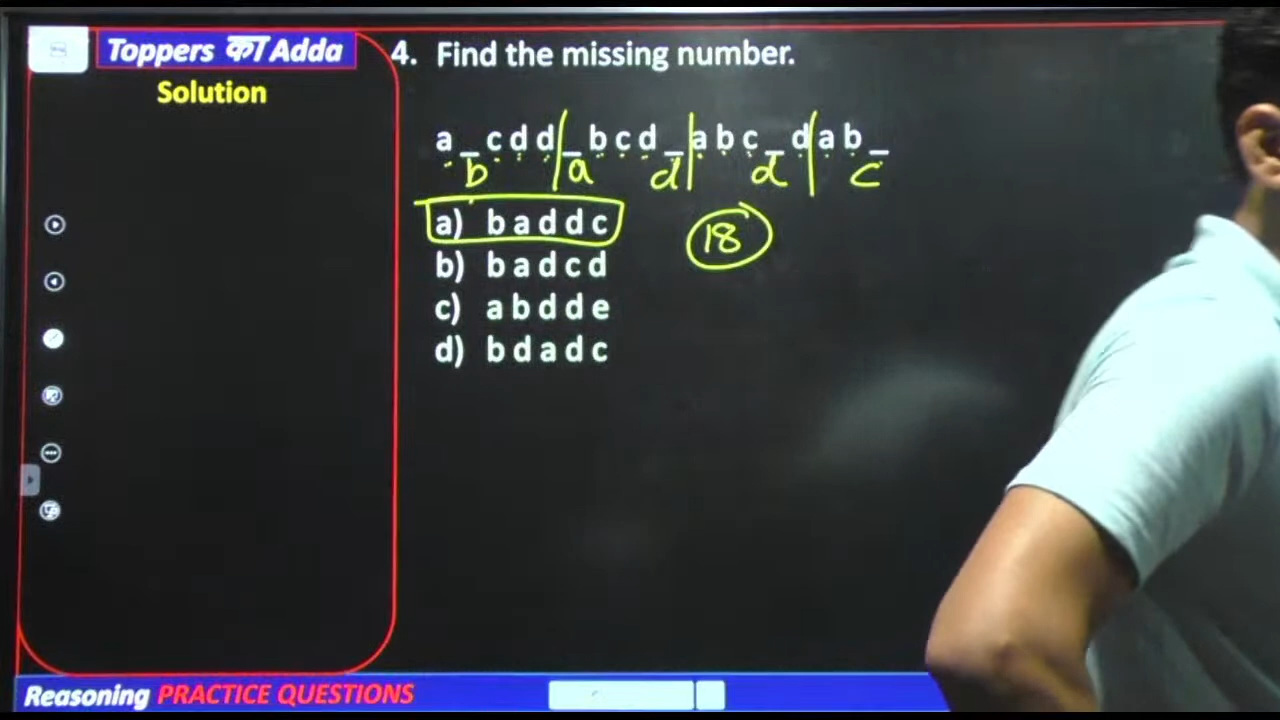 Toppers का Adda
Solution
4. Find the missing number.
a _ c d d | _ b c d _ | a b c _ d | a b _
b a d d c
a) b a d d c
18
b) b a d c d
c) a b d d e
d) b d a d c
Reasoning PRACTICE QUESTIONS